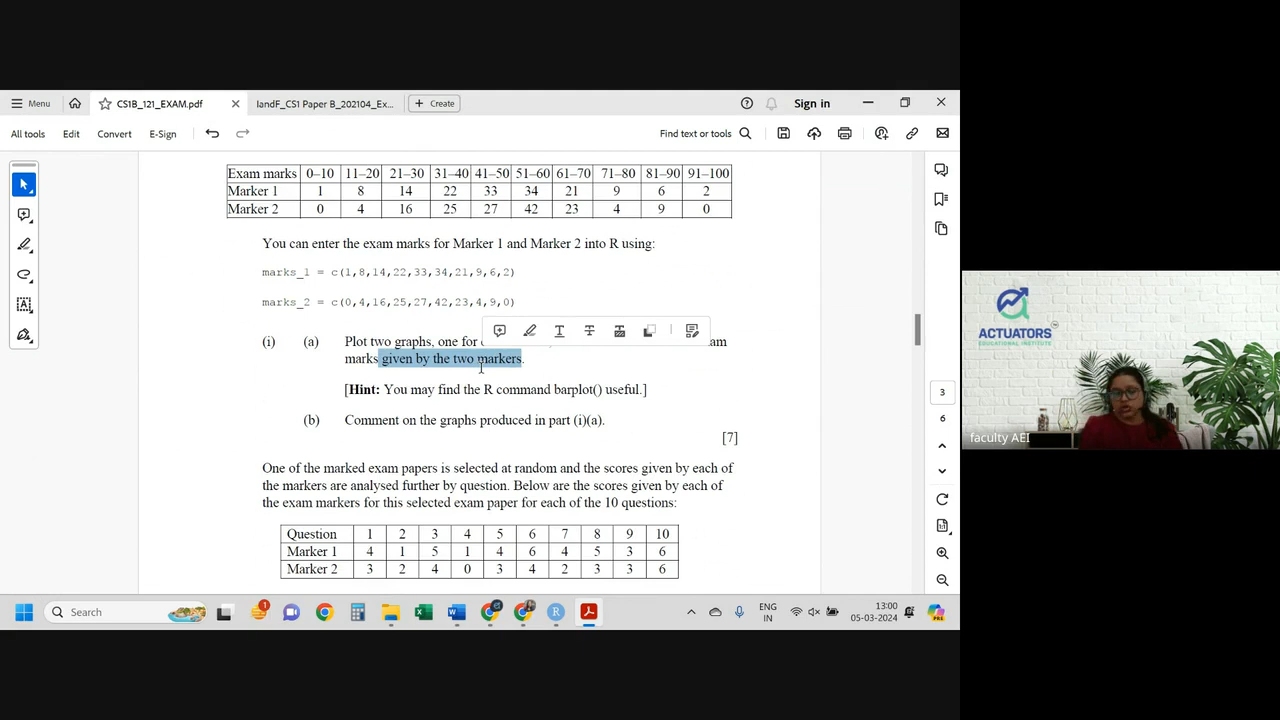 Menu
CS1B_121_EXAM.pdf
IandF_CS1 Paper B_202104_Ex...
Create
Sign in
All tools
Edit
Convert
E-Sign
Find text or tools
Exam marks 0–10 11–20 21–30 31–40 41–50 51–60 61–70 71–80 81–90 91–100
Marker 1 1 8 14 22 33 34 21 9 6 2
Marker 2 0 4 16 25 27 42 23 4 9 0
You can enter the exam marks for Marker 1 and Marker 2 into R using:
marks_1 = c(1,8,14,22,33,34,21,9,6,2)
marks_2 = c(0,4,16,25,27,42,23,4,9,0)
(i) (a) Plot two graphs, one for am
marks given by the two markers.
[Hint: You may find the R command barplot() useful.]
(b) Comment on the graphs produced in part (i)(a).
[7]
One of the marked exam papers is selected at random and the scores given by each of
the markers are analysed further by question. Below are the scores given by each of
the exam markers for this selected exam paper for each of the 10 questions:
Question 1 2 3 4 5 6 7 8 9 10
Marker 1 4 1 5 1 4 6 4 5 3 6
Marker 2 3 2 4 0 3 4 2 3 3 6
3
6
Search
ENG
IN
13:00
05-03-2024
ACTUATORS
EDUCATIONAL INSTITUTE
faculty AEI